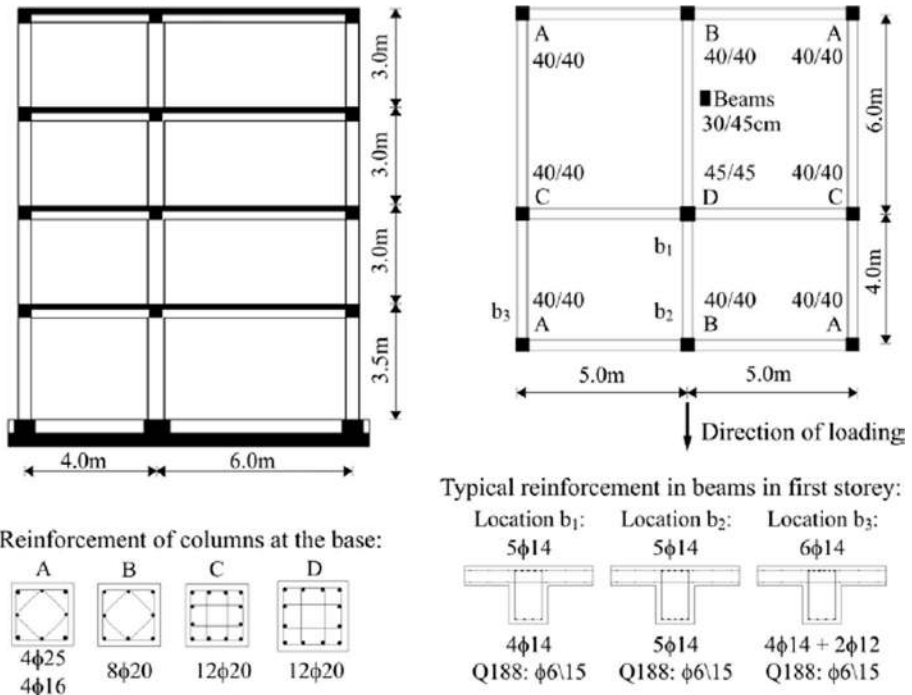 3.0m
3.0m
3.0m
3.5m
4.0m
6.0m
A
40/40
B
40/40
A
40/40
Beams
30/45cm
6.0m
40/40
C
45/45
D
40/40
C
b₁
b₃
40/40
A
b₂
40/40
B
40/40
A
4.0m
5.0m
5.0m
Direction of loading
Reinforcement of columns at the base:
A
B
C
D
4ϕ25
4ϕ16
8ϕ20
12ϕ20
12ϕ20
Typical reinforcement in beams in first storey:
Location b₁:
Location b₂:
Location b₃:
5ϕ14
5ϕ14
6ϕ14
4ϕ14
5ϕ14
4ϕ14 + 2ϕ12
Q188: ϕ6\15
Q188: ϕ6\15
Q188: ϕ6\15